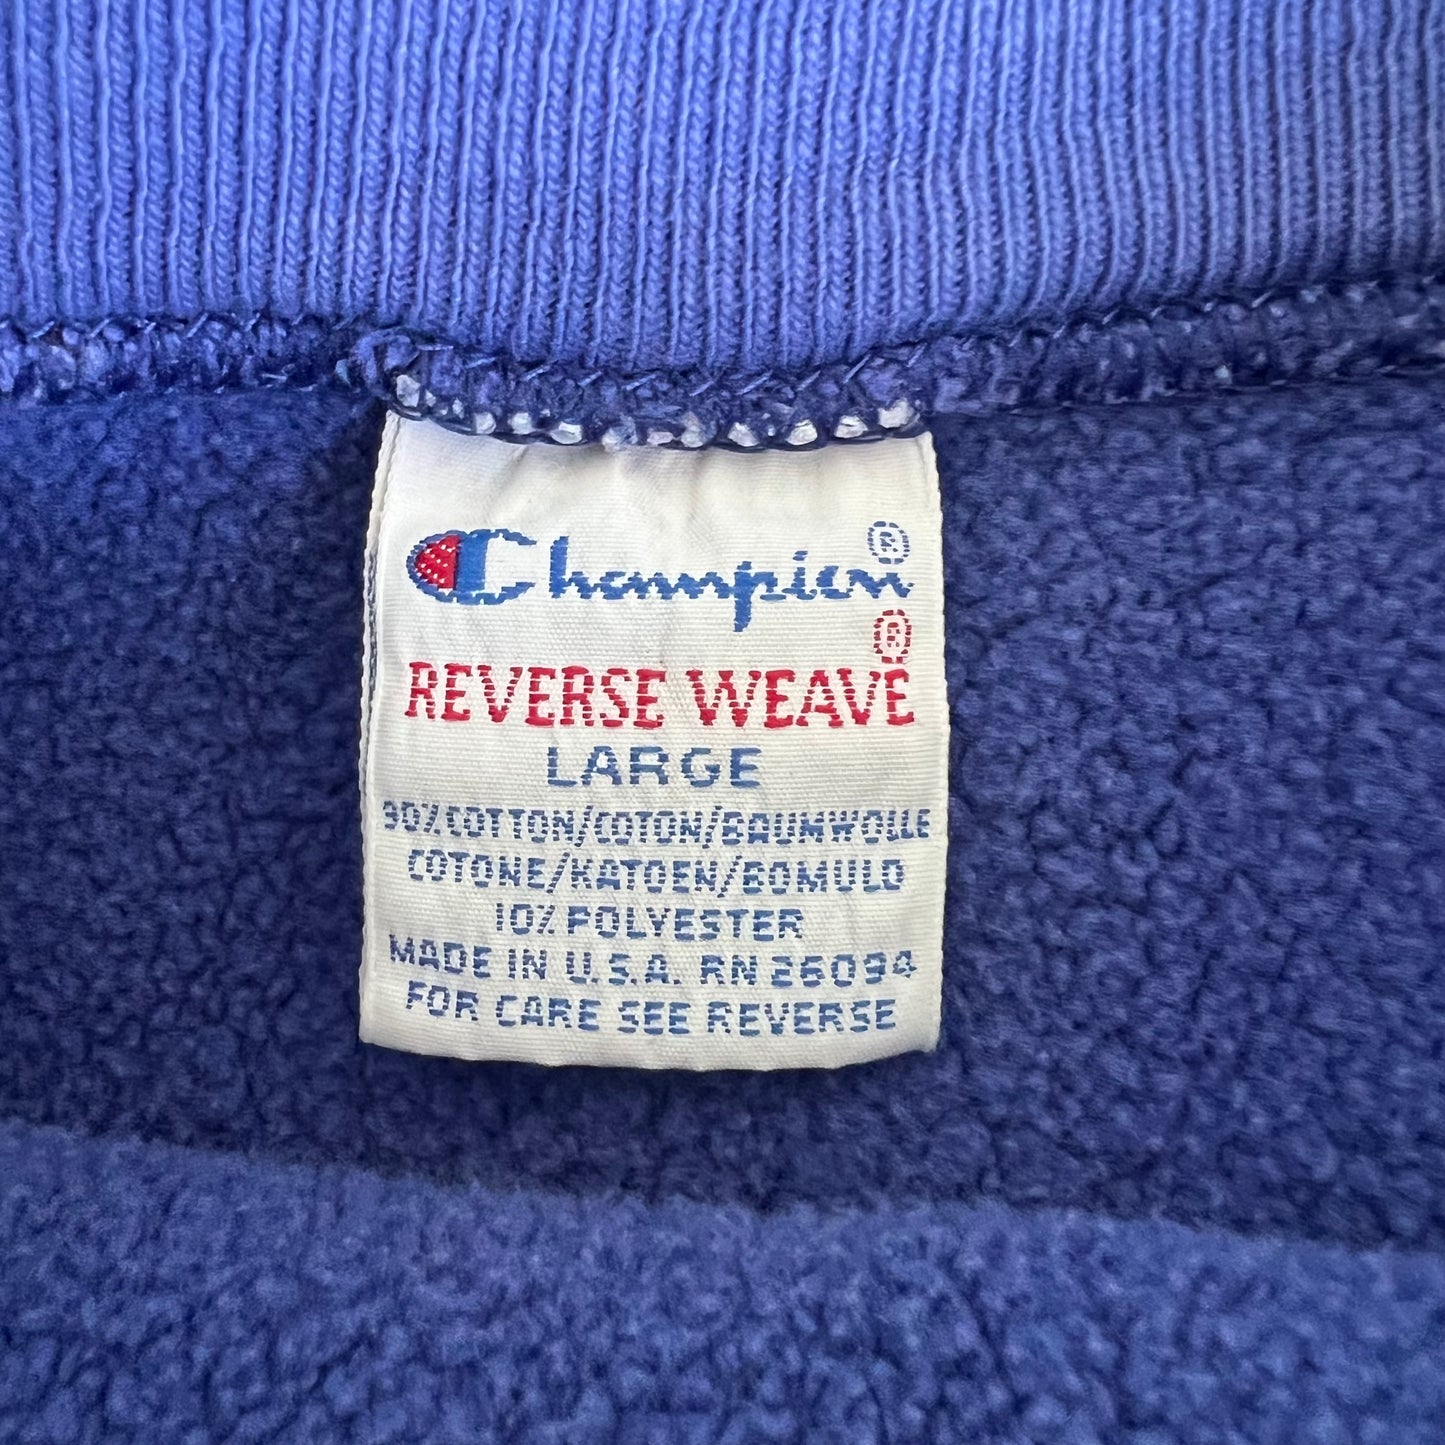 Champion®
REVERSE WEAVE®
LARGE
90% COTTON/COTON/BAUMWOLLE
COTONE/KATOEN/BOMULD
10% POLYESTER
MADE IN U.S.A. RN 26094
FOR CARE SEE REVERSE